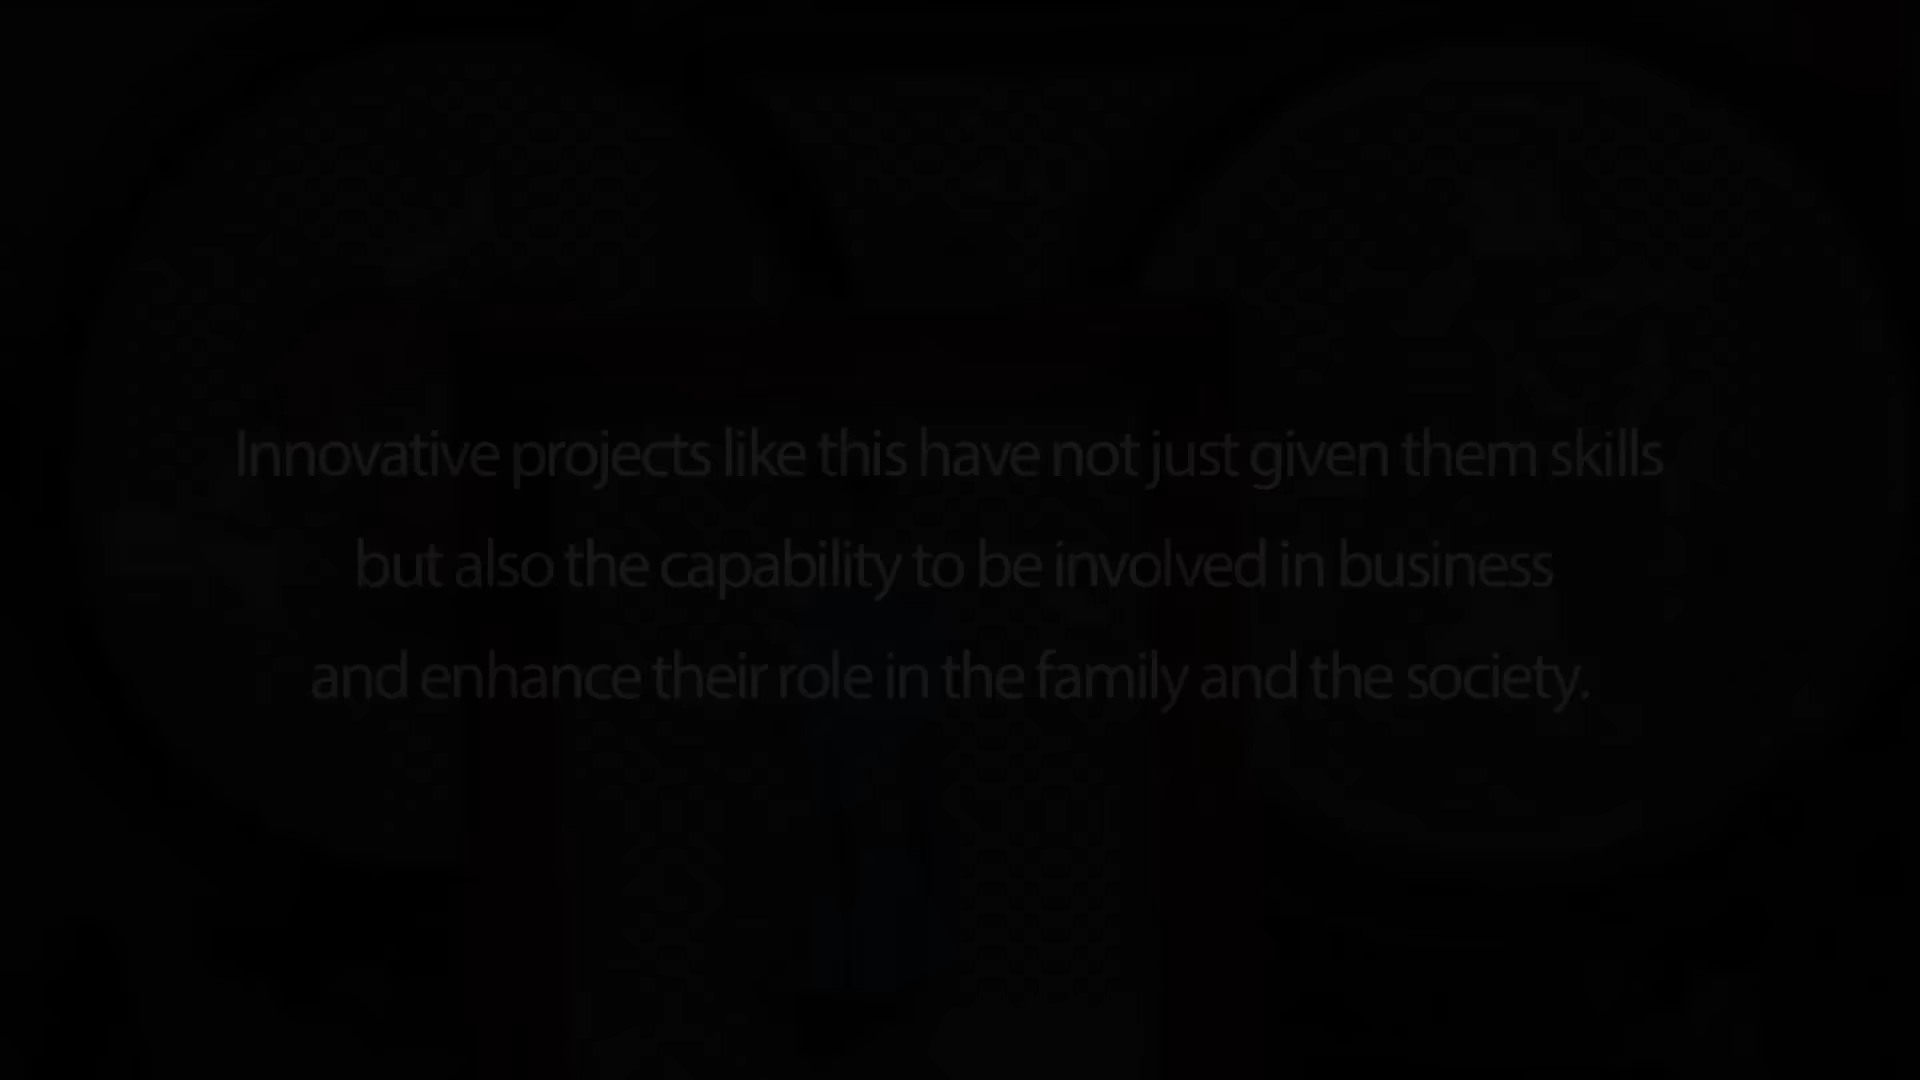 Innovative projects like this have not just given them skills
but also the capability to be involved in business
and enhance their role in the family and the society.